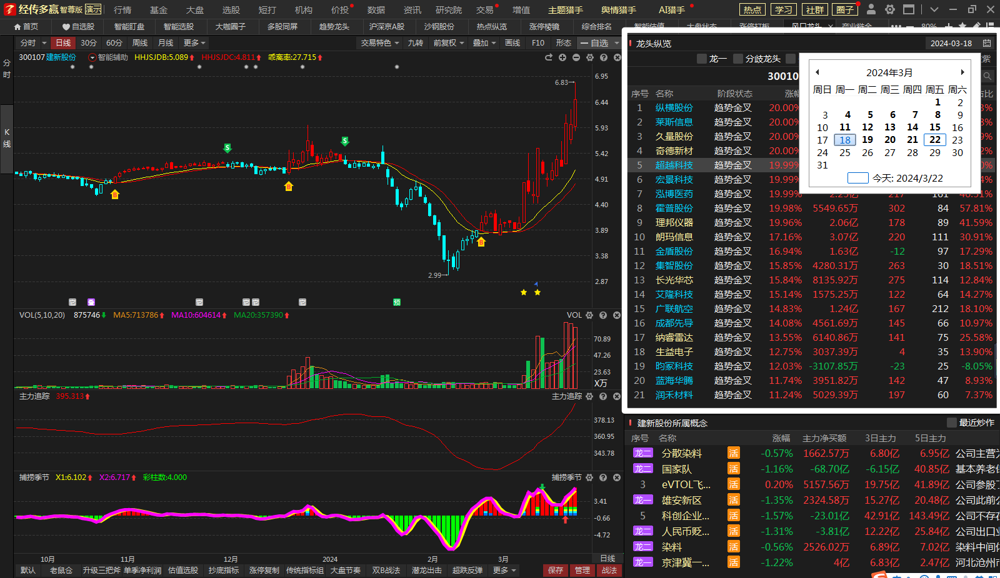 经传多赢 智尊版 演示 行情 基金 大盘 选股 短打 机构 价投 数据 资讯 研究院 交易 增值 主题猎手 舆情猎手 AI猎手 热点 学习 社群 圈子
首页 自选股 智能盯盘 智能选股 大咖圈子 多股同屏 趋势龙头 沪深京A股 沙钢股份 热点纵览 涨停棱镜 综合排名
分时 日线 30分 60分 周线 月线 更多 交易特色 九转 前复权 叠加 画线 F10 形态 一自选
分时
K线
300107 建新股份 智能辅助 HHJSJDB:5.089 HHJSJDC:4.811 乖离率:27.715
6.95
6.83
6.44
5.93
5.42
4.91
4.40
3.89
3.38
2.99
2.87
S
S
B
B
B
预
VOL(5,10,20) 875746 MA5:713786 MA10:604614 MA20:357390 VOL
70.89
47.26
23.63
X万
主力追踪 395.313 主力追踪
378.13
360.95
343.78
捕捞季节 X1:6.102 X2:6.717 彩柱数:4.000 捕捞季节
3.41
-0.66
-4.72
10月 11月 12月 2024 2月 3月 日线
默认 老鼠仓 升级三把斧 单季净利润 估值选股 抄底指标 涨停复制 传统指标组 大盘节奏 双B战法 潜龙出击 超跌反弹 更多 保存 管理 战法
龙头纵览 2024-03-18
龙一 分歧龙头
30010
序号 名称 阶段状态 涨幅
1 纵横股份 趋势金叉 20.00%
2 莱斯信息 趋势金叉 20.00%
3 久量股份 趋势金叉 20.00%
4 奇德新材 趋势金叉 20.00%
5 超越科技 趋势金叉 19.99%
6 宏景科技 趋势金叉 19.99%
7 泓博医药 趋势金叉 19.99%
8 霍普股份 趋势金叉 19.98% 5549.65万 302 84 57.81%
9 理邦仪器 趋势金叉 19.96% 2.06亿 178 89 41.59%
10 朗玛信息 趋势金叉 17.16% 3.07亿 220 111 30.91%
11 金盾股份 趋势金叉 16.94% 1.63亿 -12 97 17.29%
12 集智股份 趋势金叉 15.85% 4280.31万 263 30 18.51%
13 长光华芯 趋势金叉 15.84% 8135.92万 275 114 12.84%
14 艾隆科技 趋势金叉 15.14% 1575.25万 122 64 14.27%
15 广联航空 趋势金叉 14.83% 1.24亿 167 212 18.10%
16 成都先导 趋势金叉 14.08% 4561.69万 145 66 10.97%
17 纳睿雷达 趋势金叉 13.55% 6140.86万 141 75 25.58%
18 生益电子 趋势金叉 12.75% 3037.39万 4 35 13.90%
19 昀冢科技 趋势金叉 12.03% -3107.85万 -23 25 -8.05%
20 蓝海华腾 趋势金叉 11.74% 3951.82万 142 47 8.93%
21 润禾材料 趋势金叉 11.24% 5029.39万 197 60 7.37%
2024年3月
周日 周一 周二 周三 周四 周五 周六
1 2
3 4 5 6 7 8 9
10 11 12 13 14 15 16
17 18 19 20 21 22 23
24 25 26 27 28 29 30
31
今天: 2024/3/22
建新股份所属概念 最近炒作
序号 名称 涨幅 主力净买额 3日主力 5日主力
龙二 分散染料 活 -0.57% 1662.57万 6.80亿 6.95亿 公司主营
龙二 国家队 活 -1.16% -68.70亿 -6.15亿 40.85亿 基本养老
3 eVTOL飞... 活 0.20% 5157.56万 19.75亿 41.89亿 公司参股
龙一 雄安新区 活 -1.35% 2324.58万 15.27亿 20.48亿 公司此前
5 科创企业... 活 -1.57% -23.01亿 42.91亿 143.49亿 公司不存在
龙二 人民币贬... 活 -1.31% -3.81亿 12.22亿 25.84亿 公司出口
龙二 染料 活 -0.56% 2526.02万 6.89亿 7.02亿 染料中间
龙一 京津冀一... 活 -1.22% 4亿 6.83亿 2.47亿 河北沧州